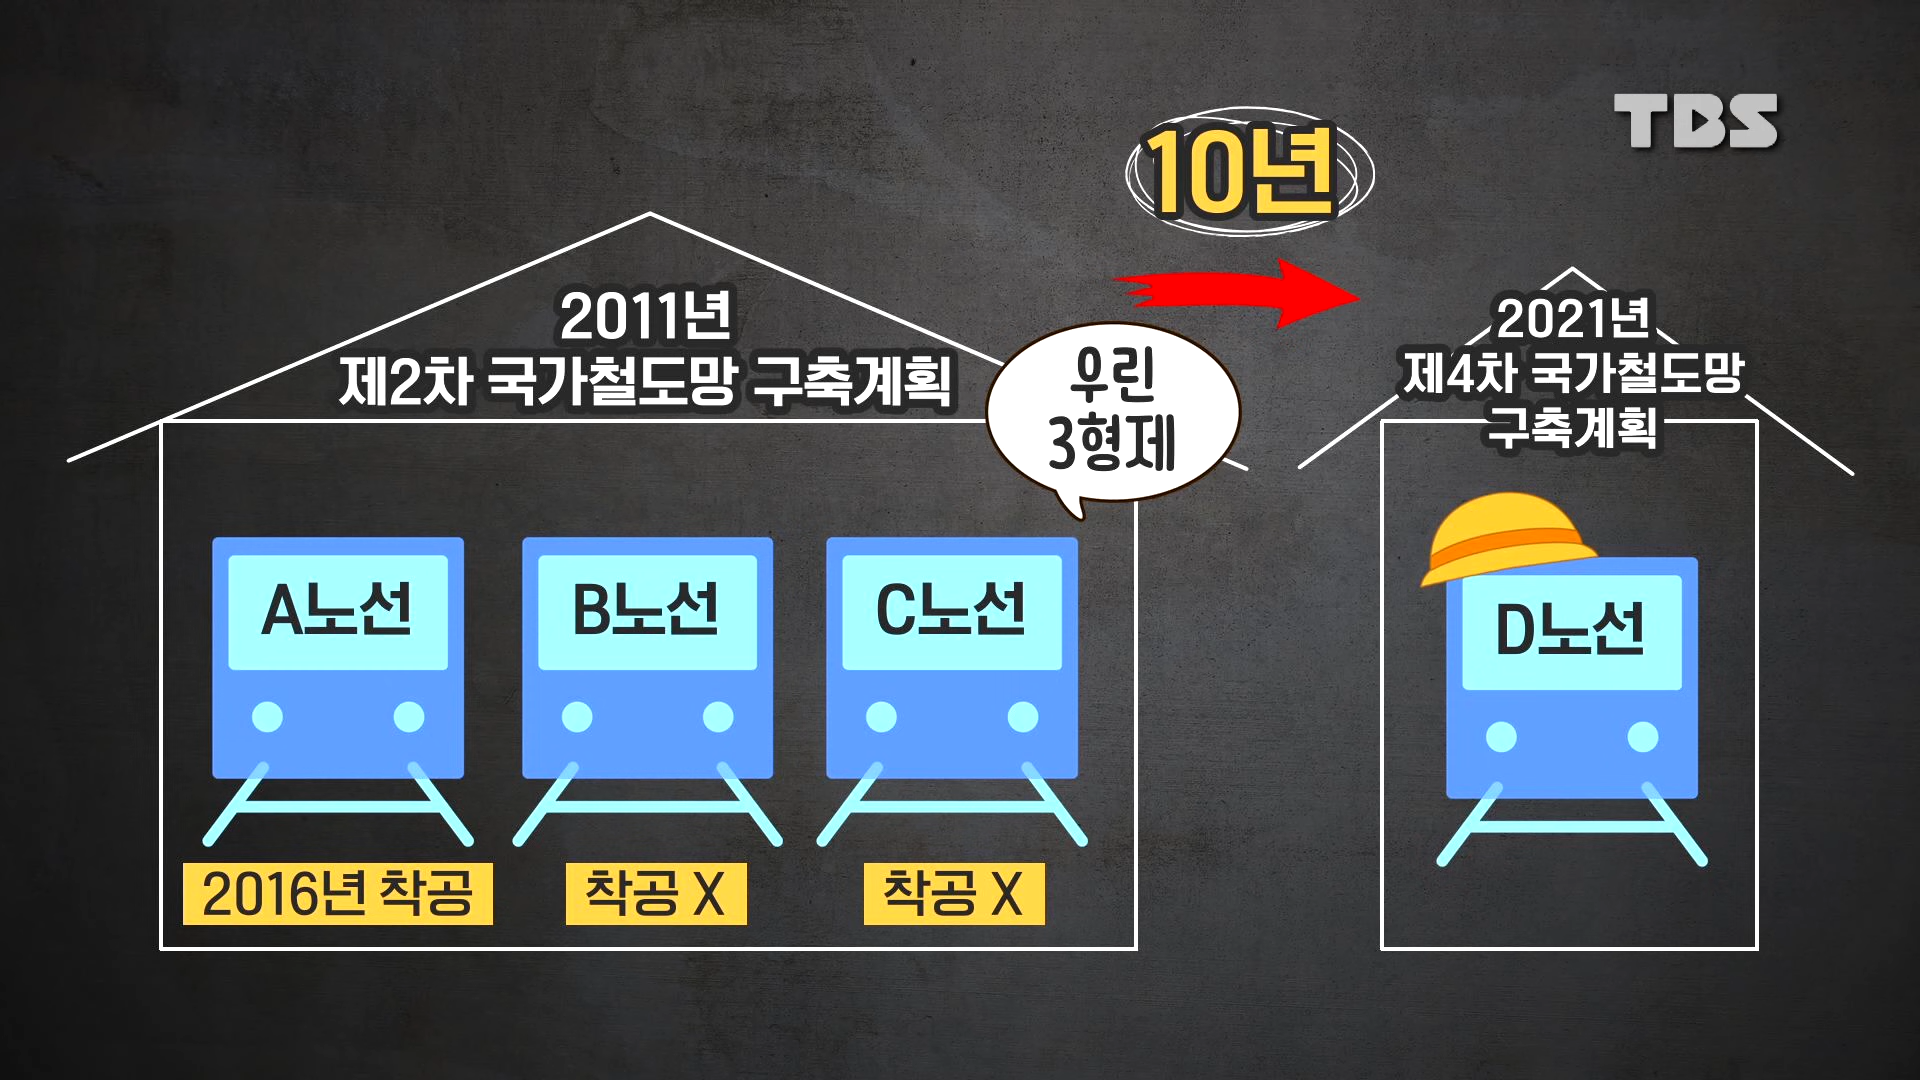 TBS
10년
2011년
제2차 국가철도망 구축계획
우린
3형제
2021년
제4차 국가철도망
구축계획
A노선
B노선
C노선
D노선
2016년 착공
착공 X
착공 X